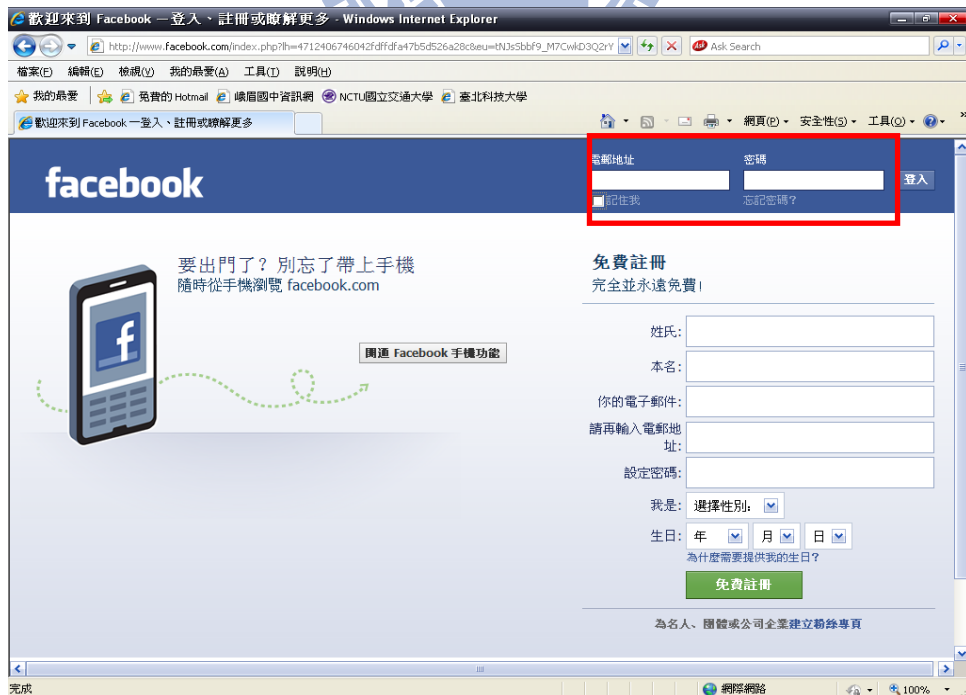 歡迎來到 Facebook —登入、註冊或瞭解更多 - Windows Internet Explorer
http://www.facebook.com/index.php?lh=4712406746042fdffdfa47b5d526a28c&eu=tNJsSbbf9_M7CwkD3Q2rY Ask Search
檔案(F) 編輯(E) 檢視(V) 我的最愛(A) 工具(T) 說明(H)
我的最愛 免費的 Hotmail 峨眉國中資訊網 NCTU國立交通大學 臺北科技大學
歡迎來到 Facebook —登入、註冊或瞭解更多 網頁(P) 安全性(S) 工具(O) »
電郵地址 密碼
facebook 登入
記住我 忘記密碼?
要出門了? 別忘了帶上手機
隨時從手機瀏覽 facebook.com
開通 Facebook 手機功能
免費註冊
完全並永遠免費!
姓氏:
本名:
你的電子郵件:
請再輸入電郵地
址:
設定密碼:
我是: 選擇性別:
生日: 年 月 日
為什麼需要提供我的生日?
免費註冊
為名人、團體或公司企業建立粉絲專頁
完成 網際網路 100%